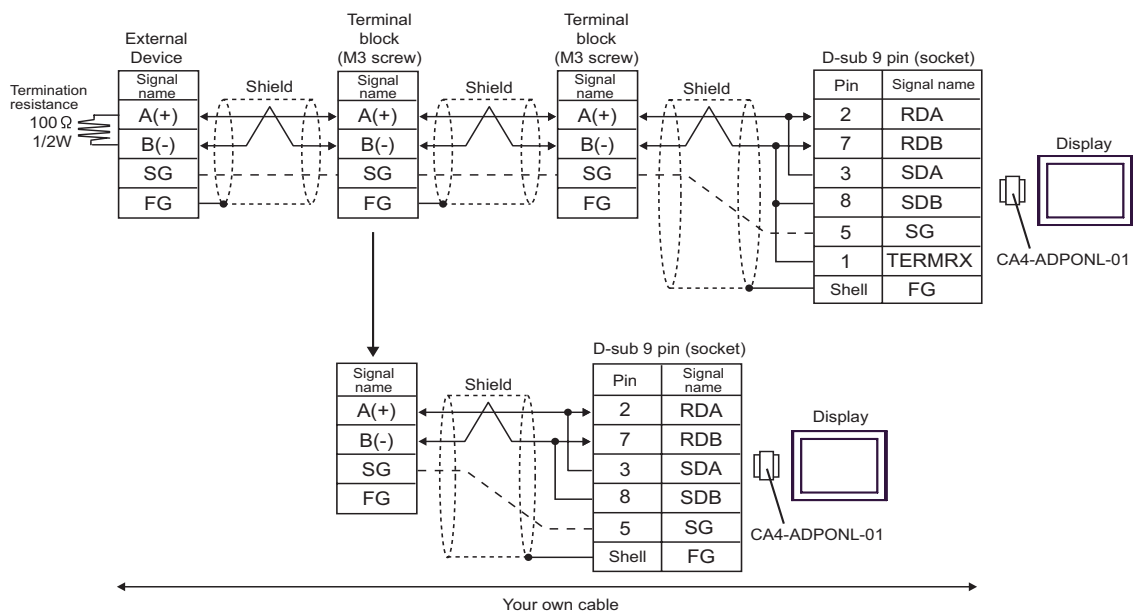 External
Device
Terminal
block
(M3 screw)
Terminal
block
(M3 screw)
D-sub 9 pin (socket)
Termination
resistance
100 Ω
1/2W
Signal
name
A(+)
B(-)
SG
FG
Shield
Signal
name
A(+)
B(-)
SG
FG
Shield
Signal
name
A(+)
B(-)
SG
FG
Shield
Pin Signal name
2 RDA
7 RDB
3 SDA
8 SDB
5 SG
1 TERMRX
Shell FG
Display
CA4-ADPONL-01
D-sub 9 pin (socket)
Signal
name
A(+)
B(-)
SG
FG
Shield
Pin Signal
name
2 RDA
7 RDB
3 SDA
8 SDB
5 SG
Shell FG
Display
CA4-ADPONL-01
Your own cable